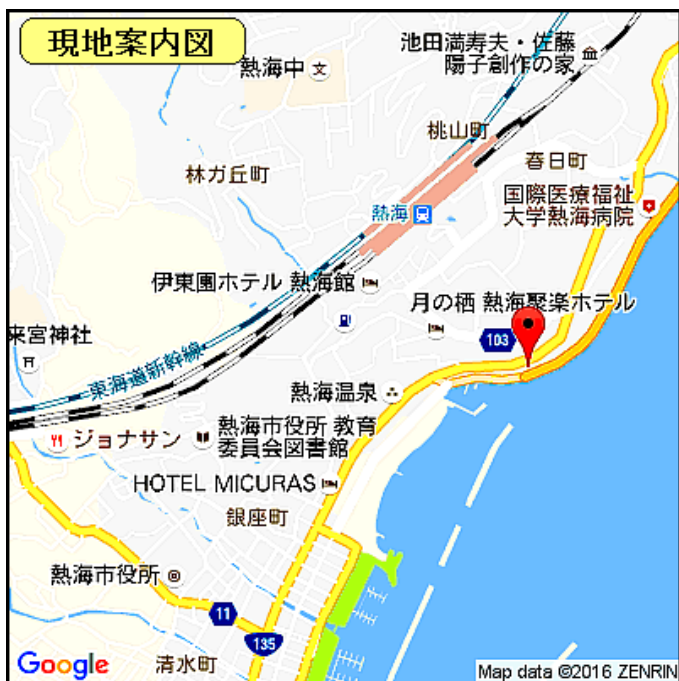 現地案内図
池田満寿夫・佐藤
陽子創作の家
熱海中
桃山町
春日町
林ガ丘町
国際医療福祉
大学熱海病院
熱海
伊東園ホテル 熱海館
月の栖 熱海聚楽ホテル
103
来宮神社
東海道新幹線
熱海温泉
ジョナサン
熱海市役所 教育
委員会図書館
HOTEL MICURAS
銀座町
熱海市役所
11
135
清水町
Google
Map data ©2016 ZENRIN